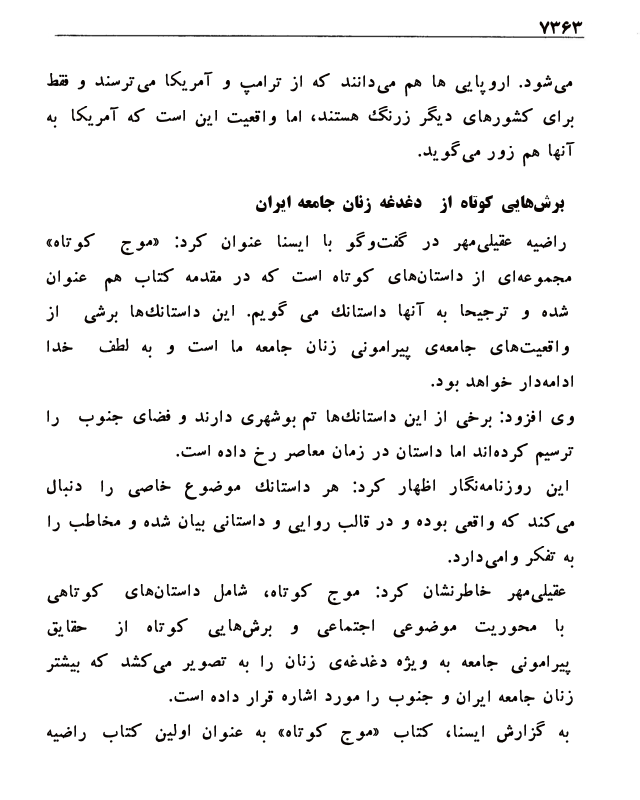 ۷۳۶۳
می‌شود. اروپایی ها هم می‌دانند که از ترامپ و آمریکا می‌ترسند و فقط
برای کشورهای دیگر زرنگ هستند، اما واقعیت این است که آمریکا به
آنها هم زور می‌گوید.
برش‌هایی کوتاه از دغدغه زنان جامعه ایران
راضیه عقیلی‌مهر در گفت‌وگو با ایسنا عنوان کرد: «موج کوتاه»
مجموعه‌ای از داستان‌های کوتاه است که در مقدمه کتاب هم عنوان
شده و ترجیحا به آنها داستانك می گویم. این داستانك‌ها برشی از
واقعیت‌های جامعه‌ی پیرامونی زنان جامعه ما است و به لطف خدا
ادامه‌دار خواهد بود.
وی افزود: برخی از این داستانك‌ها تم بوشهری دارند و فضای جنوب را
ترسیم کرده‌اند اما داستان در زمان معاصر رخ داده است.
این روزنامه‌نگار اظهار کرد: هر داستانك موضوع خاصی را دنبال
می‌کند که واقعی بوده و در قالب روایی و داستانی بیان شده و مخاطب را
به تفکر وامی‌دارد.
عقیلی‌مهر خاطرنشان کرد: موج کوتاه، شامل داستان‌های کوتاهی
با محوریت موضوعی اجتماعی و برش‌هایی کوتاه از حقایق
پیرامونی جامعه به ویژه دغدغه‌ی زنان را به تصویر می‌کشد که بیشتر
زنان جامعه ایران و جنوب را مورد اشاره قرار داده است.
به گزارش ایسنا، کتاب «موج کوتاه» به عنوان اولین کتاب راضیه